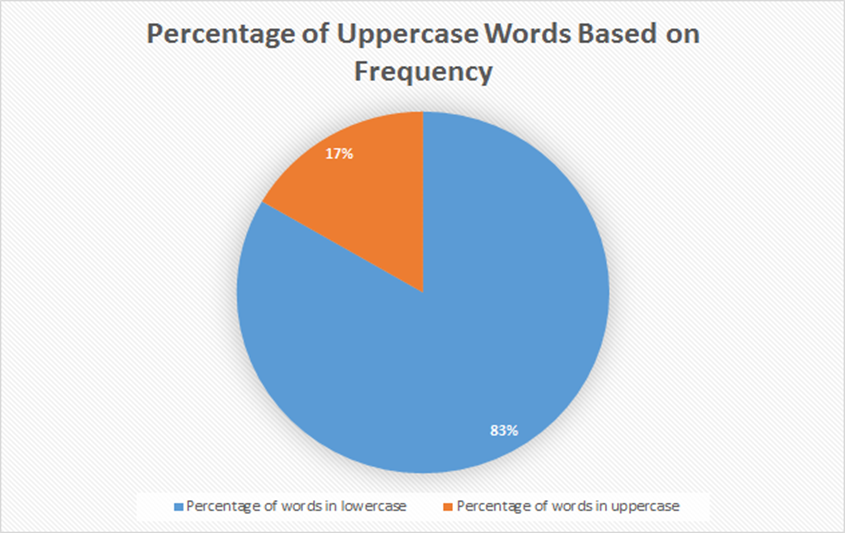 Percentage of Uppercase Words Based on
Frequency
17%
83%
Percentage of words in lowercase
Percentage of words in uppercase